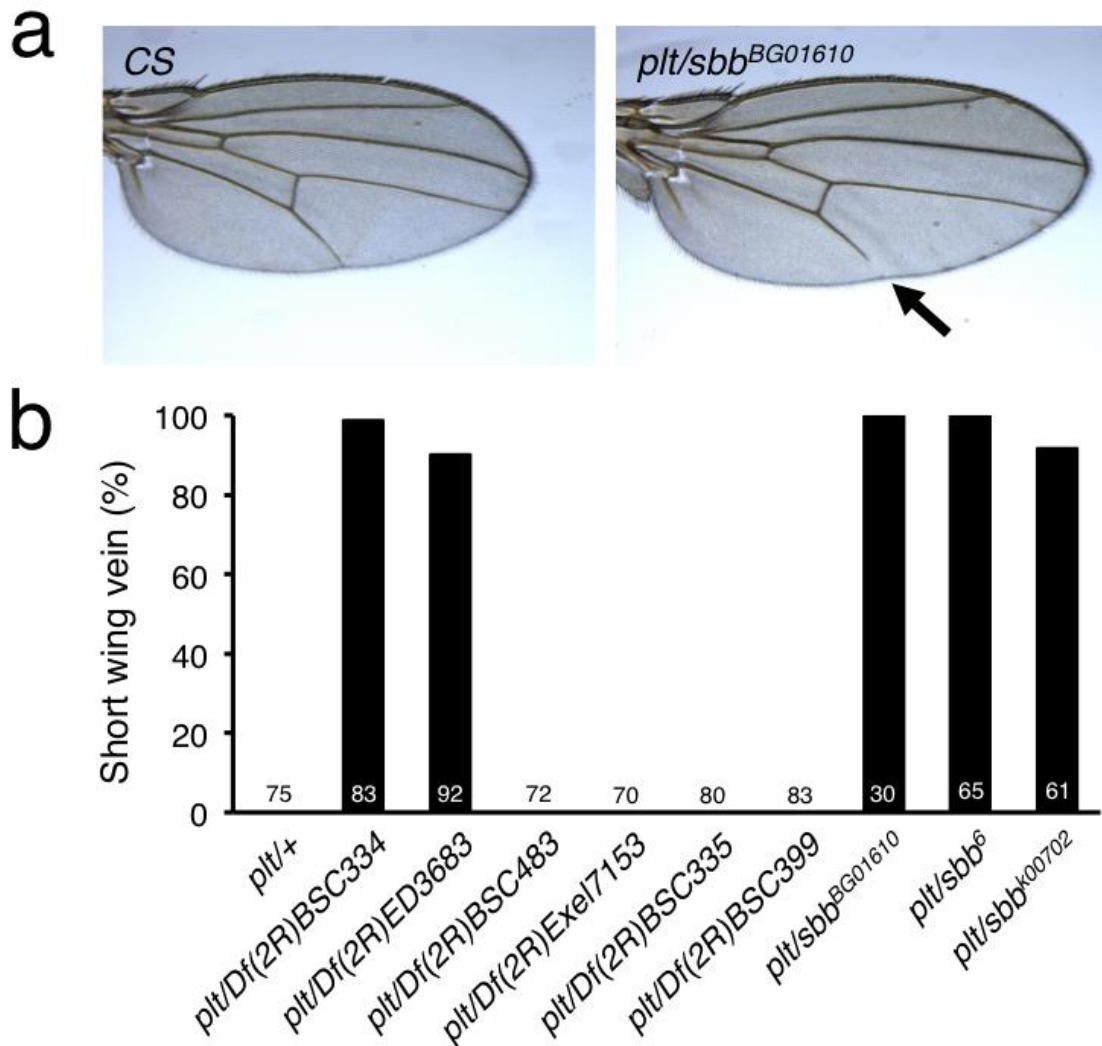 a
CS
plt/sbb^BG01610
b
Short wing vein (%)
100
80
60
40
20
0
75
83
92
72
70
80
83
30
65
61
plt/+
plt/Df(2R)BSC334
plt/Df(2R)ED3683
plt/Df(2R)BSC483
plt/Df(2R)Exel7153
plt/Df(2R)BSC335
plt/Df(2R)BSC399
plt/sbb^BG01610
plt/sbb^6
plt/sbb^k00702